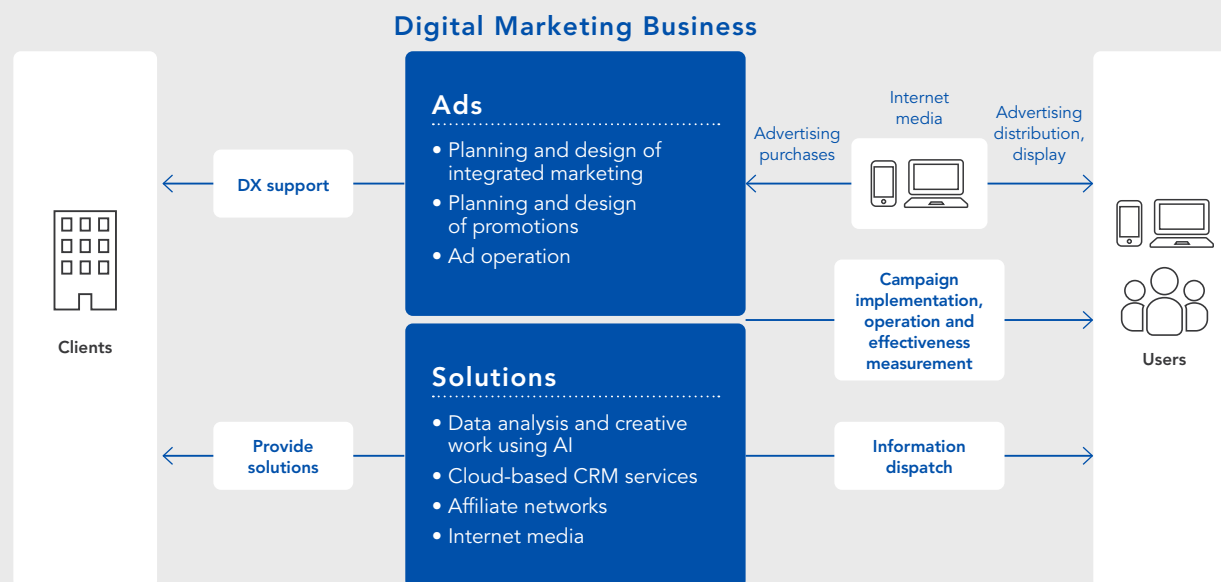 Digital Marketing Business
Clients
DX support
Provide
solutions
Ads
• Planning and design of
integrated marketing
• Planning and design
of promotions
• Ad operation
Solutions
• Data analysis and creative
work using AI
• Cloud-based CRM services
• Affiliate networks
• Internet media
Advertising
purchases
Internet
media
Advertising
distribution,
display
Campaign
implementation,
operation and
effectiveness
measurement
Information
dispatch
Users